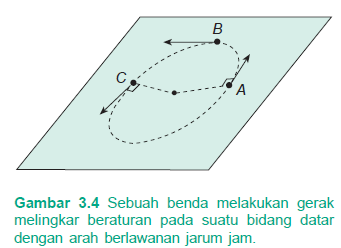 B
C
A
Gambar 3.4 Sebuah benda melakukan gerak
melingkar beraturan pada suatu bidang datar
dengan arah berlawanan jarum jam.